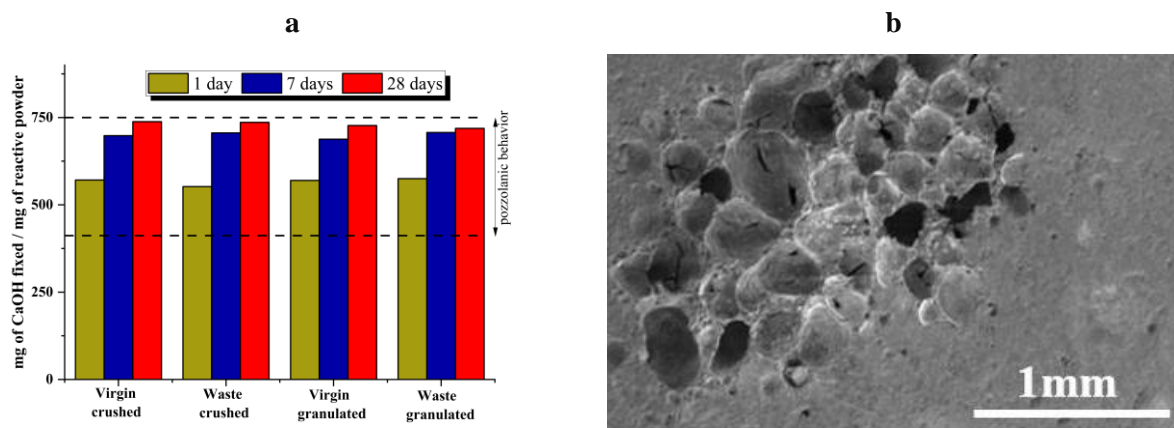 a
b
1 day 7 days 28 days
mg of CaOH fixed / mg of reactive powder
750
500
250
0
pozzolanic behavior
Virgin
crushed
Waste
crushed
Virgin
granulated
Waste
granulated
1mm